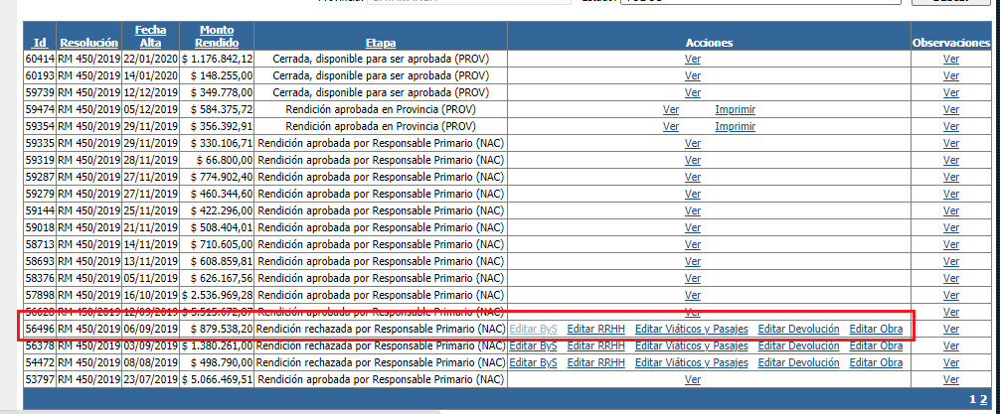 Id Resolución Fecha Alta Monto Rendido Etapa Acciones Observaciones
60414 RM 450/2019 22/01/2020 $ 1.176.842,12 Cerrada, disponible para ser aprobada (PROV) Ver Ver
60193 RM 450/2019 14/01/2020 $ 148.255,00 Cerrada, disponible para ser aprobada (PROV) Ver Ver
59739 RM 450/2019 12/12/2019 $ 349.778,00 Cerrada, disponible para ser aprobada (PROV) Ver Ver
59474 RM 450/2019 05/12/2019 $ 584.375,72 Rendición aprobada en Provincia (PROV) Ver Imprimir Ver
59354 RM 450/2019 29/11/2019 $ 356.392,91 Rendición aprobada en Provincia (PROV) Ver Imprimir Ver
59335 RM 450/2019 29/11/2019 $ 330.106,71 Rendición aprobada por Responsable Primario (NAC) Ver Ver
59319 RM 450/2019 28/11/2019 $ 66.800,00 Rendición aprobada por Responsable Primario (NAC) Ver Ver
59287 RM 450/2019 27/11/2019 $ 774.902,40 Rendición aprobada por Responsable Primario (NAC) Ver Ver
59279 RM 450/2019 27/11/2019 $ 460.344,60 Rendición aprobada por Responsable Primario (NAC) Ver Ver
59144 RM 450/2019 25/11/2019 $ 422.296,00 Rendición aprobada por Responsable Primario (NAC) Ver Ver
59018 RM 450/2019 21/11/2019 $ 508.404,01 Rendición aprobada por Responsable Primario (NAC) Ver Ver
58713 RM 450/2019 14/11/2019 $ 710.605,00 Rendición aprobada por Responsable Primario (NAC) Ver Ver
58693 RM 450/2019 13/11/2019 $ 608.859,81 Rendición aprobada por Responsable Primario (NAC) Ver Ver
58376 RM 450/2019 05/11/2019 $ 626.167,56 Rendición aprobada por Responsable Primario (NAC) Ver Ver
57898 RM 450/2019 16/10/2019 $ 2.536.969,28 Rendición aprobada por Responsable Primario (NAC) Ver Ver
RM 450/2019 12/09/2019 Rendición aprobada por Responsable Primario (NAC) Ver Ver
56496 RM 450/2019 06/09/2019 $ 879.538,20 Rendición rechazada por Responsable Primario (NAC) Editar ByS Editar RRHH Editar Viáticos y Pasajes Editar Devolución Editar Obra Ver
56378 RM 450/2019 03/09/2019 $ 1.380.261,00 Rendición rechazada por Responsable Primario (NAC) Editar ByS Editar RRHH Editar Viáticos y Pasajes Editar Devolución Editar Obra Ver
54472 RM 450/2019 08/08/2019 $ 498.790,00 Rendición rechazada por Responsable Primario (NAC) Editar ByS Editar RRHH Editar Viáticos y Pasajes Editar Devolución Editar Obra Ver
53797 RM 450/2019 23/07/2019 $ 5.066.469,51 Rendición aprobada por Responsable Primario (NAC) Ver Ver
1 2